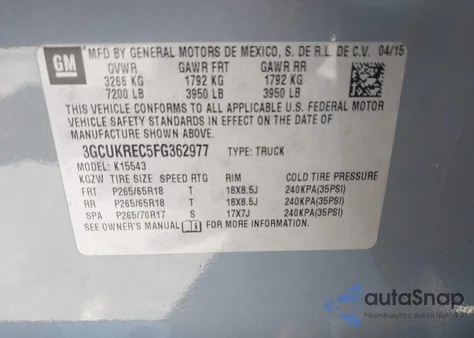 GM
MFD BY GENERAL MOTORS DE MEXICO, S. DE R.L. DE C.V. 04/15
GVWR GAWR FRT GAWR RR
3266 KG 1792 KG 1792 KG
7200 LB 3950 LB 3950 LB
THIS VEHICLE CONFORMS TO ALL APPLICABLE U.S. FEDERAL MOTOR
VEHICLE SAFETY STANDARDS IN EFFECT ON THE DATE OF
MANUFACTURE SHOWN ABOVE.
3GCUKREC5FG362977 TYPE: TRUCK
MODEL: K15543
KGZW TIRE SIZE SPEED RTG RIM COLD TIRE PRESSURE
FRT P265/65R18 T 18X8.5J 240KPA(35PSI)
RR P265/65R18 T 18X8.5J 240KPA(35PSI)
SPA P265/70R17 S 17X7J 240KPA(35PSI)
SEE OWNER'S MANUAL FOR MORE INFORMATION.
autaSnap
Pewne auta z